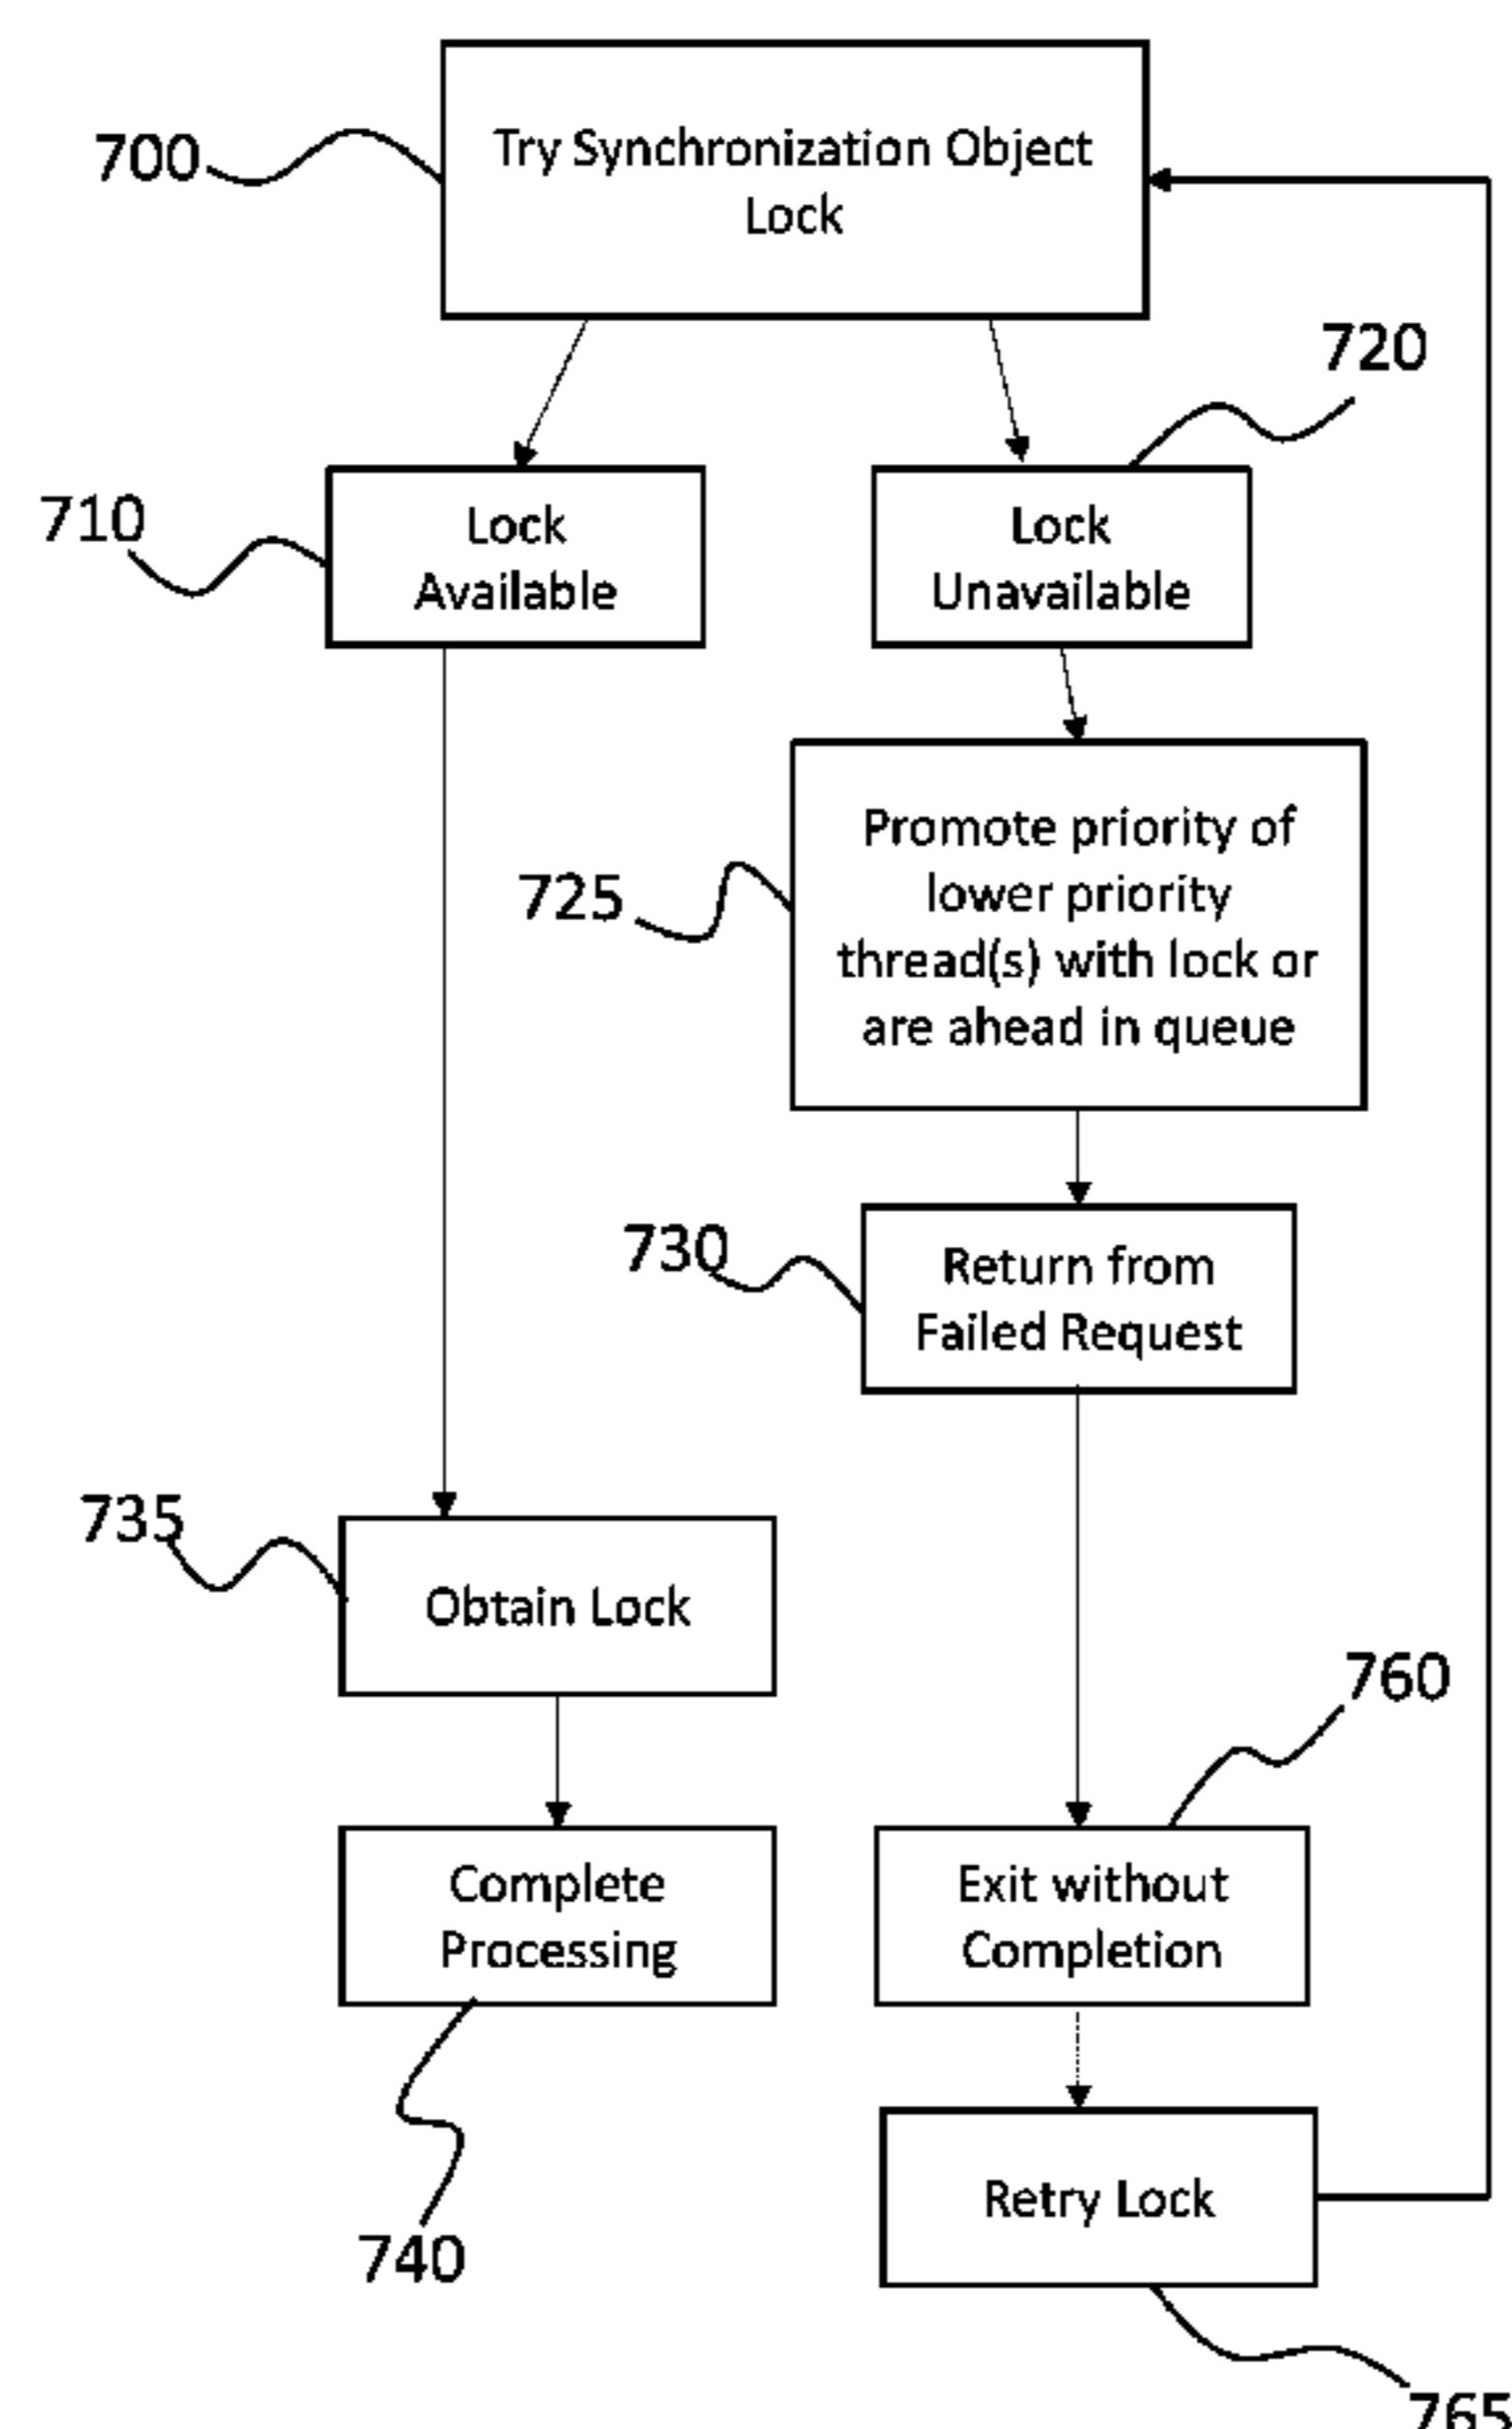 700
Try Synchronization Object
Lock
720
710
Lock
Available
Lock
Unavailable
725
Promote priority of
lower priority
thread(s) with lock or
are ahead in queue
730
Return from
Failed Request
735
Obtain Lock
760
Complete
Processing
Exit without
Completion
740
Retry Lock
765